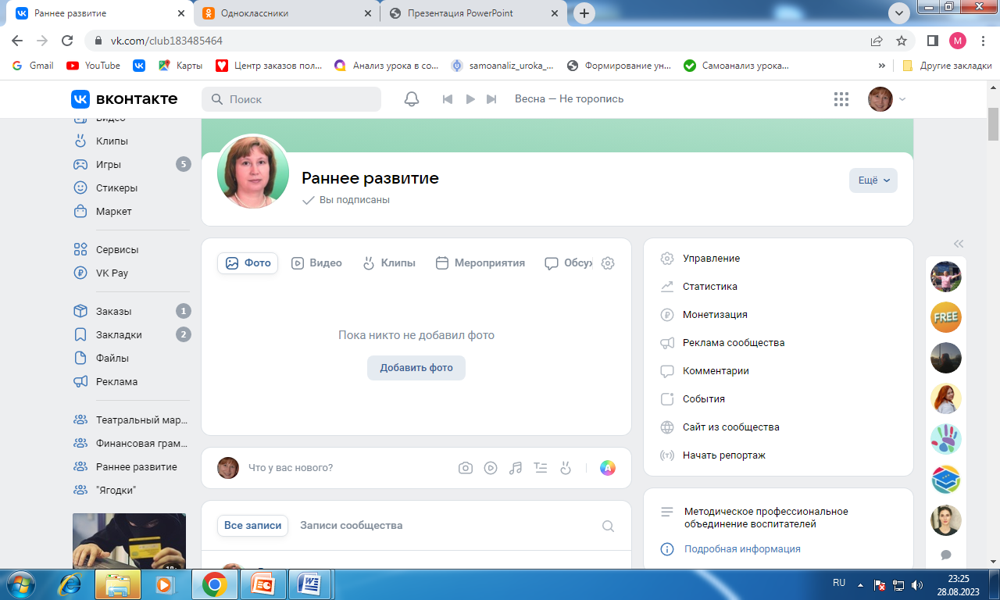 Раннее развитие
Одноклассники
Презентация PowerPoint
vk.com/club183485464
M
Gmail
YouTube
Карты
Центр заказов пол...
Анализ урока в со...
samoanaliz_uroka_...
Формирование ун...
Самоанализ урока...
»
Другие закладки
вконтакте
Поиск
Весна — Не торопись
Видео
Клипы
Игры 5
Стикеры
Маркет
Сервисы
VK Pay
Заказы 1
Закладки 2
Файлы
Реклама
Театральный мар...
Финансовая грам...
Раннее развитие
"Ягодки"
Раннее развитие
Вы подписаны
Ещё
Фото Видео Клипы Мероприятия Обсуж
Пока никто не добавил фото
Добавить фото
Что у вас нового?
A
Все записи Записи сообщества
Управление
Статистика
Монетизация
Реклама сообщества
Комментарии
События
Сайт из сообщества
Начать репортаж
Методическое профессиональное
объединение воспитателей
Подробная информация
FREE
RU
23:25
28.08.2023